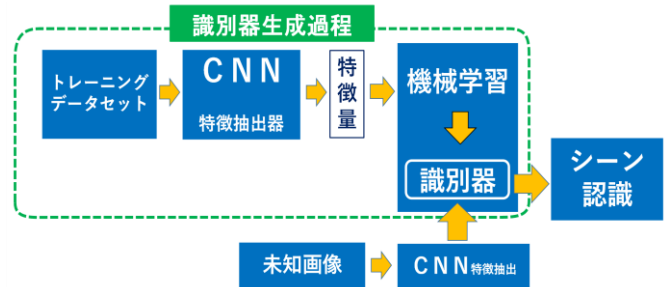 識別器生成過程
トレーニング
データセット
CNN
特徴抽出器
特徴量
機械学習
識別器
シーン
認識
未知画像
CNN特徴抽出